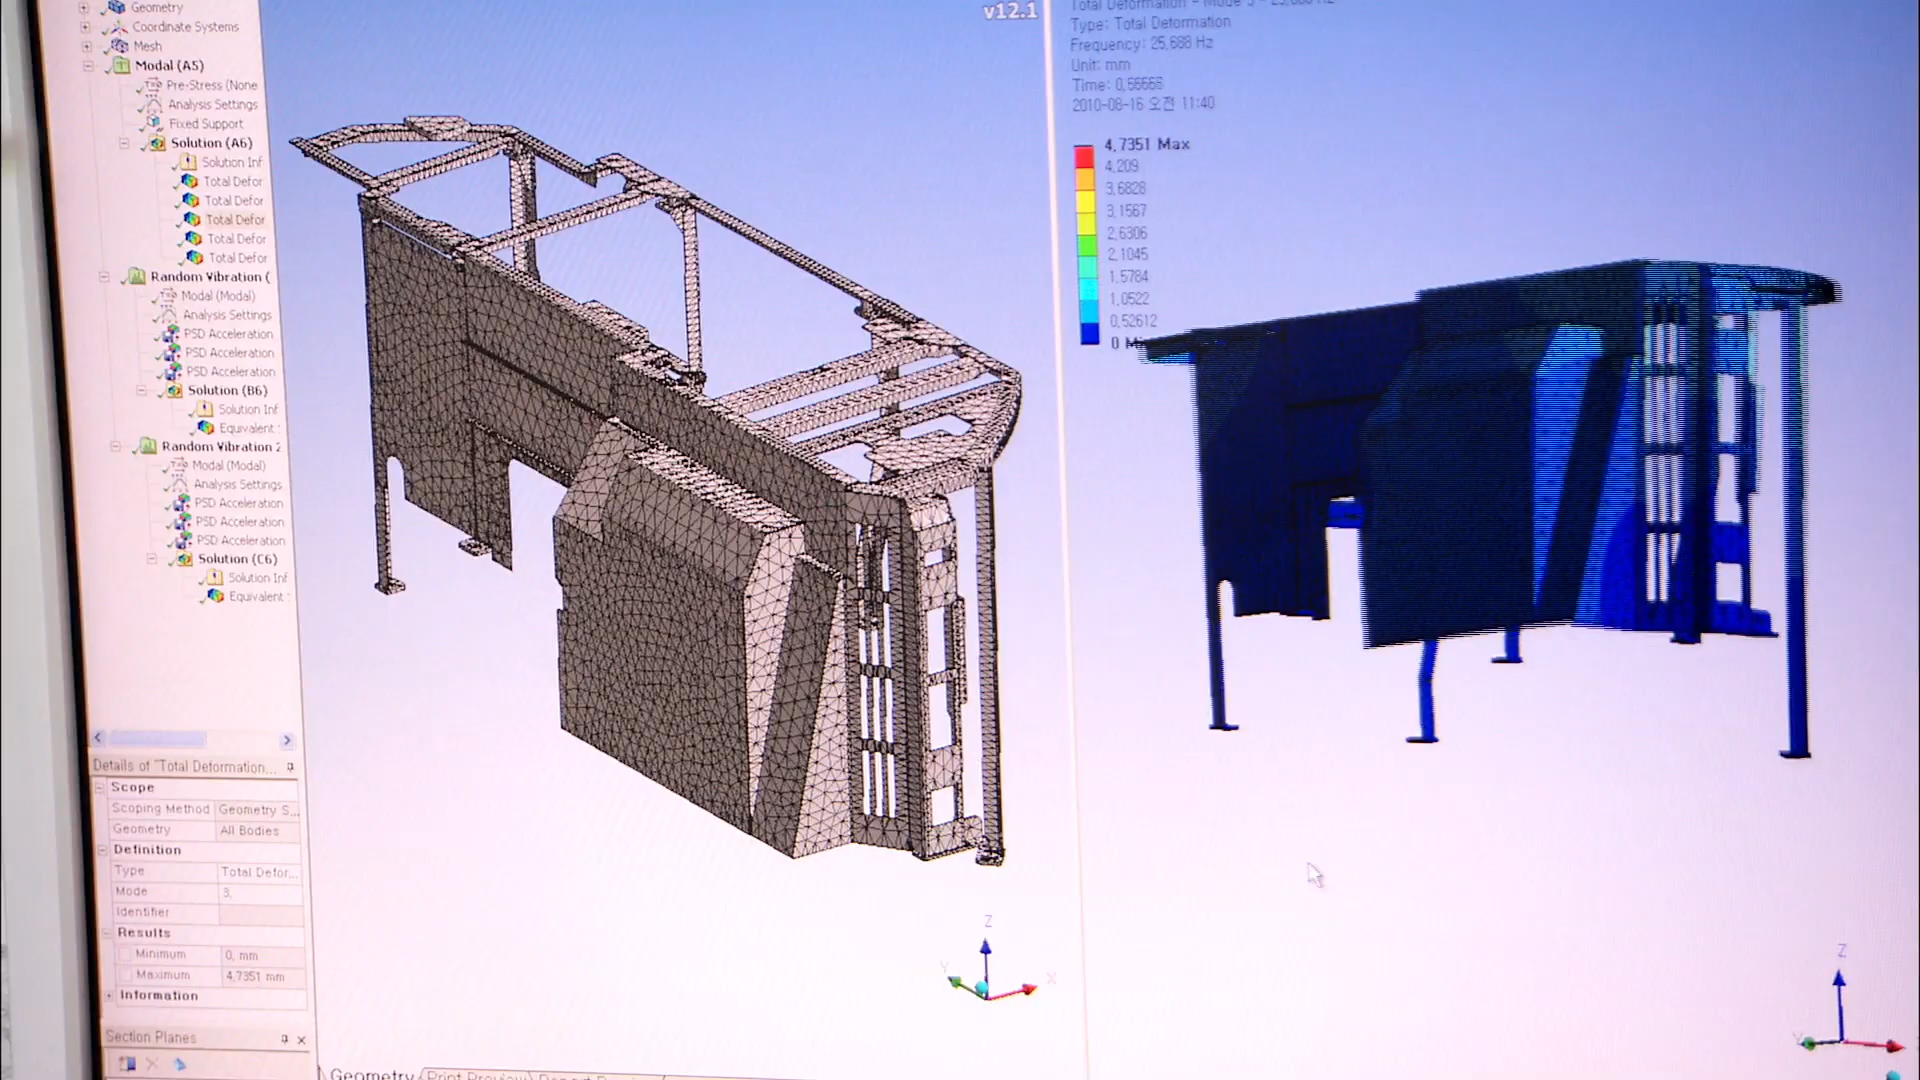 Geometry
Coordinate Systems
Mesh
Modal (A5)
Pre-Stress (None
Analysis Settings
Fixed Support
Solution (A6)
Solution Inf
Total Defor
Total Defor
Total Defor
Total Defor
Total Defor
Random Vibration (
Modal (Modal)
Analysis Settings
PSD Acceleration
PSD Acceleration
PSD Acceleration
Solution (B6)
Solution Inf
Equivalent
Random Vibration 2
Modal (Modal)
Analysis Settings
PSD Acceleration
PSD Acceleration
PSD Acceleration
Solution (C6)
Solution Inf
Equivalent
Details of "Total Deformation...
Scope
Scoping Method Geometry S...
Geometry All Bodies
Definition
Type Total Defor...
Mode 3,
Identifier
Results
Minimum 0, mm
Maximum 4,7351 mm
Information
Section Planes
v12.1
Z
Y X
Geometry Print Preview
Total Deformation - Mode
Type: Total Deformation
Frequency: 25,688 Hz
Unit: mm
Time:
2010-08-16 오전 11:40
4,7351 Max
4,209
3,6828
3,1567
2,6306
2,1045
1,5784
1,0522
0,52612
0
Z
Y